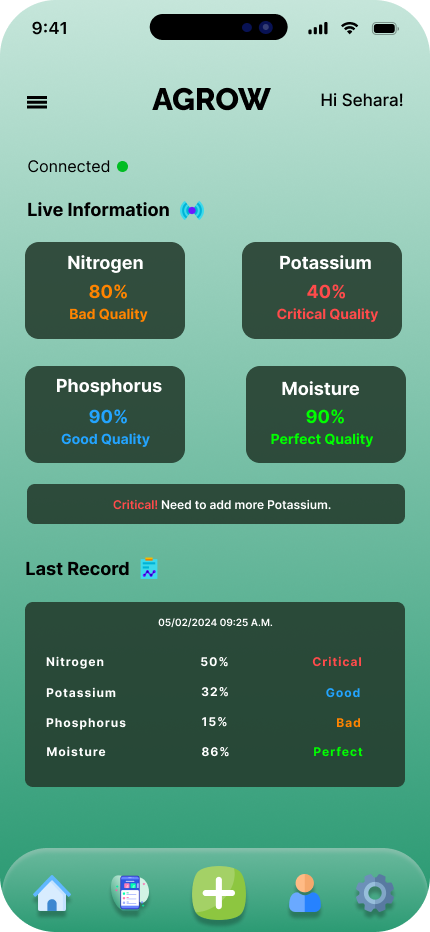 9:41
AGROW
Hi Sehara!
Connected
Live Information
Nitrogen
80%
Bad Quality
Potassium
40%
Critical Quality
Phosphorus
90%
Good Quality
Moisture
90%
Perfect Quality
Critical! Need to add more Potassium.
Last Record
05/02/2024 09:25 A.M.
Nitrogen 50% Critical
Potassium 32% Good
Phosphorus 15% Bad
Moisture 86% Perfect